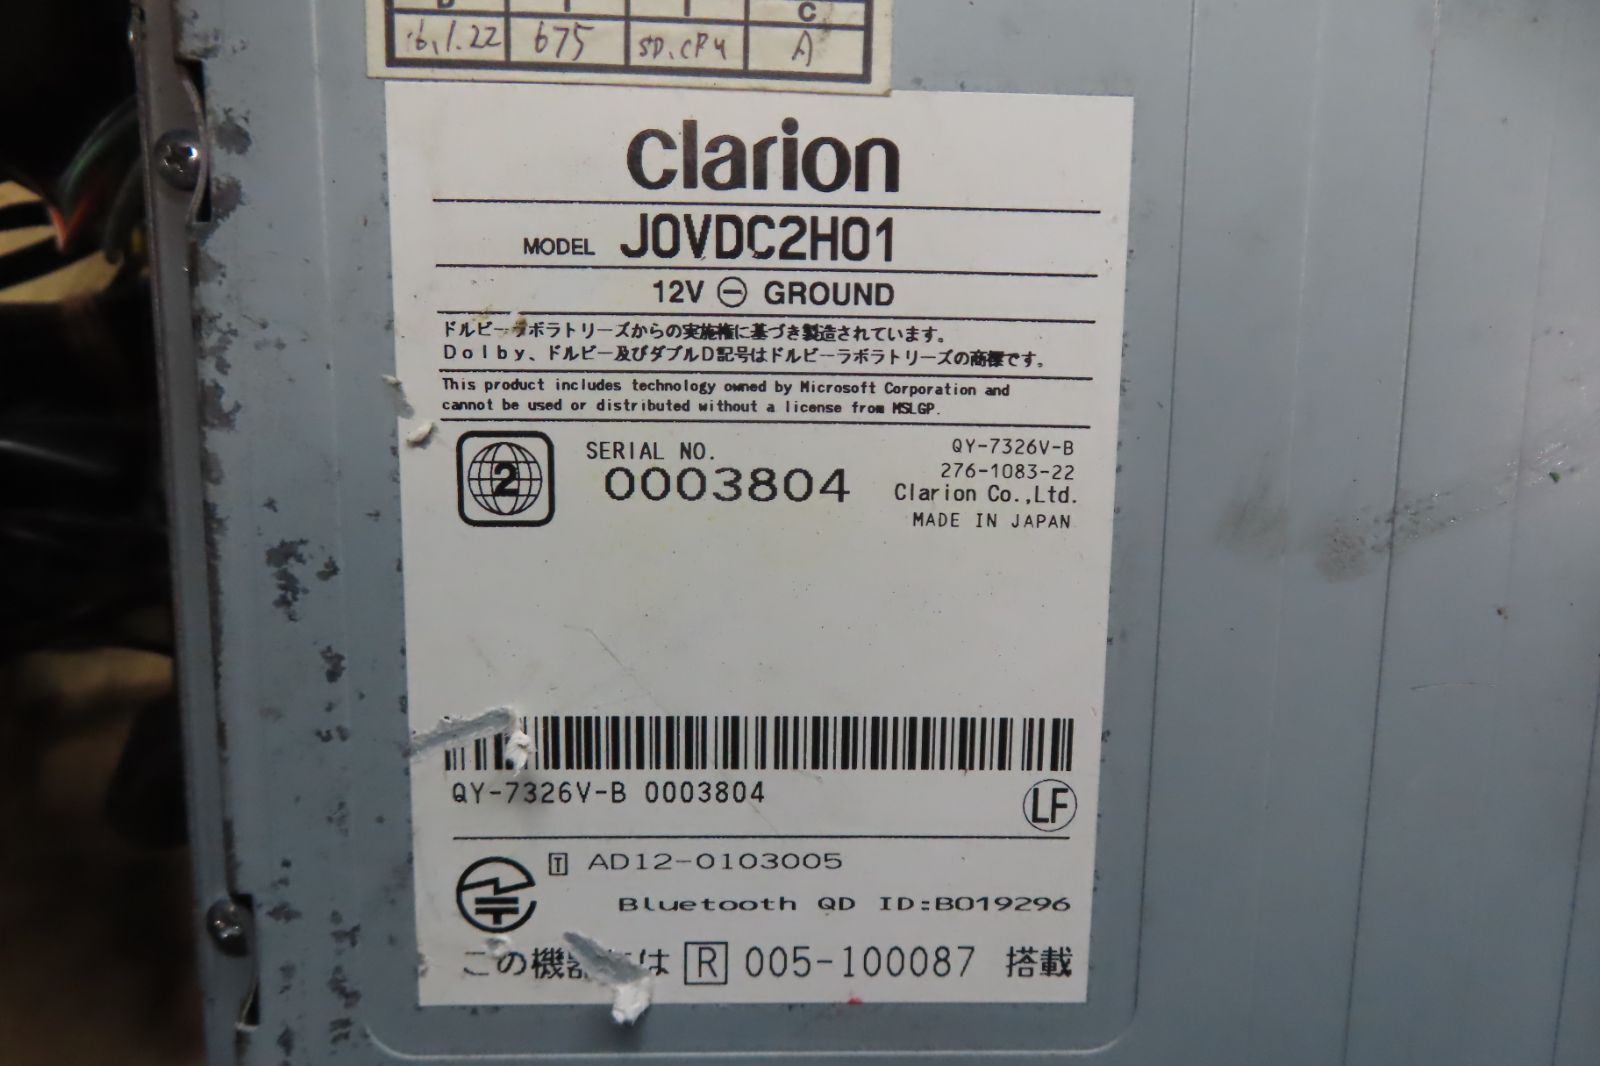 C
16.1.22 675 SD.CPU A
Clarion
MODEL J0VDC2H01
12V ⊖ GROUND
ドルビーラボラトリーズからの実施権に基づき製造されています。
Dolby、ドルビー及びダブルD記号はドルビーラボラトリーズの商標です。
This product includes technology owned by Microsoft Corporation and
cannot be used or distributed without a license from MSLGP.
2
SERIAL NO.
0003804
QY-7326V-B
276-1083-22
Clarion Co.,Ltd.
MADE IN JAPAN
QY-7326V-B 0003804
LF
T AD12-0103005
Bluetooth QD ID:B019296
この機器 は R 005-100087 搭載